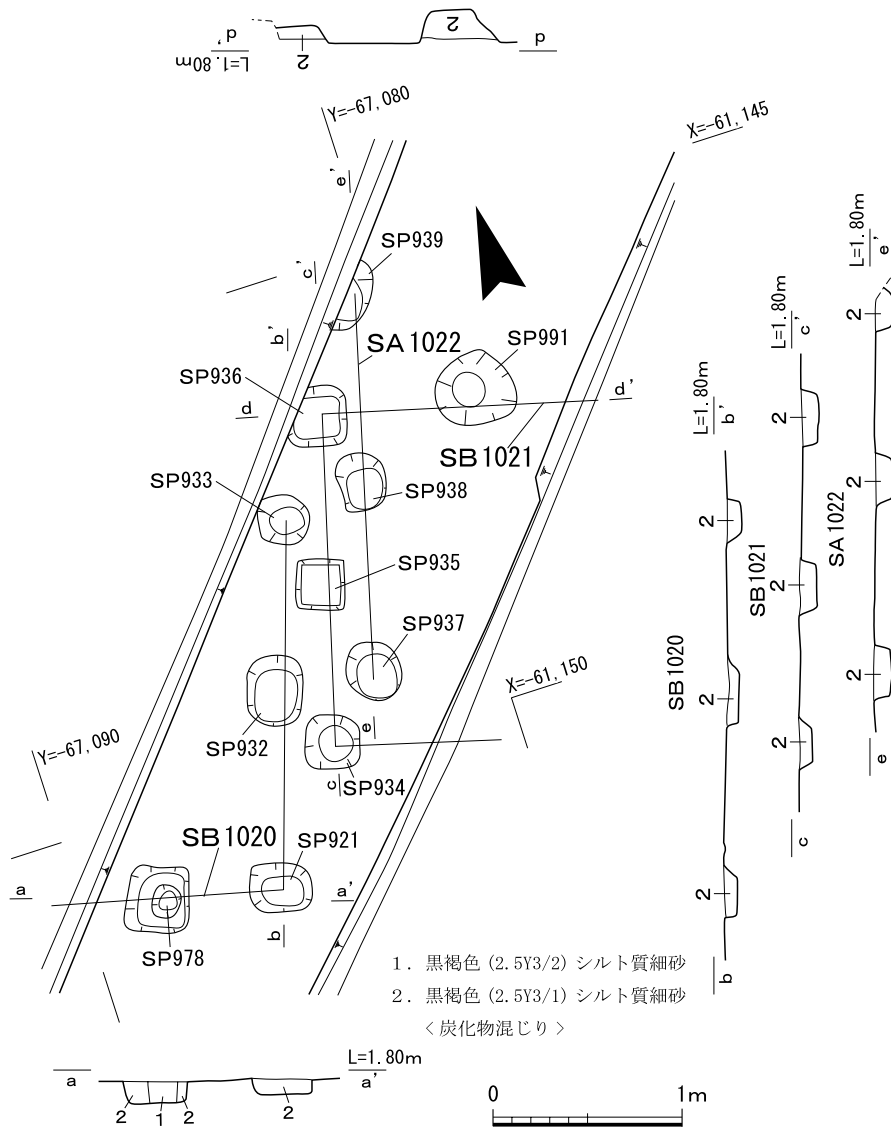 2
2
d'
d
L=1.80m
Y=-67,080
X=-61,145
e'
SP939
c'
b'
SA1022
SP991
SP936
d
d'
SB1021
SP933
SP938
SP935
SP937
X=-61,150
SP932
e
c
SP934
Y=-67,090
SB1020
SP921
a
a'
b
SP978
L=1.80m
e'
2
2
SA1022
2
e
L=1.80m
c'
2
2
SB1021
2
c
L=1.80m
b'
2
2
SB1020
2
b
1. 黒褐色 (2.5Y3/2) シルト質細砂
2. 黒褐色 (2.5Y3/1) シルト質細砂
＜炭化物混じり＞
L=1.80m
a
a'
2 1 2
2
0 1m